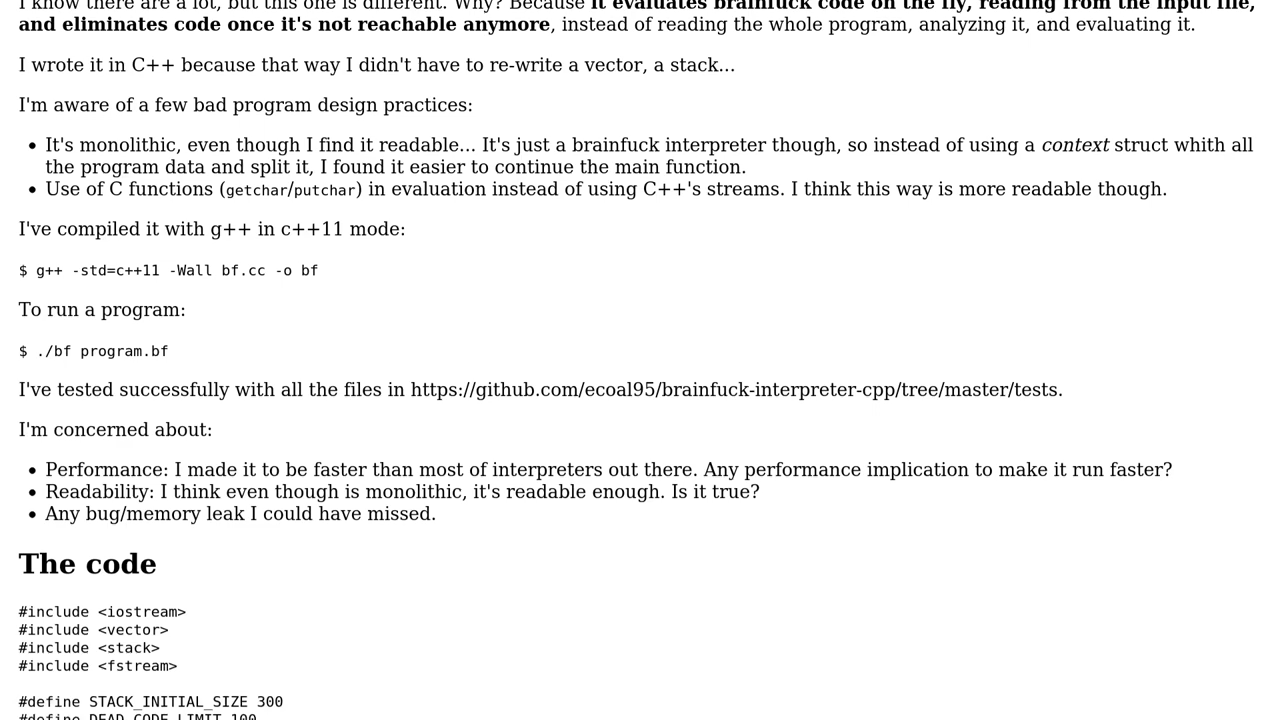 I know there are a lot, but this one is different. Why? Because it evaluates brainfuck code on the fly, reading from the input file,
and eliminates code once it's not reachable anymore, instead of reading the whole program, analyzing it, and evaluating it.
I wrote it in C++ because that way I didn't have to re-write a vector, a stack...
I'm aware of a few bad program design practices:
• It's monolithic, even though I find it readable... It's just a brainfuck interpreter though, so instead of using a context struct whith all
the program data and split it, I found it easier to continue the main function.
• Use of C functions (getchar/putchar) in evaluation instead of using C++'s streams. I think this way is more readable though.
I've compiled it with g++ in c++11 mode:
$ g++ -std=c++11 -Wall bf.cc -o bf
To run a program:
$ ./bf program.bf
I've tested successfully with all the files in https://github.com/ecoal95/brainfuck-interpreter-cpp/tree/master/tests.
I'm concerned about:
• Performance: I made it to be faster than most of interpreters out there. Any performance implication to make it run faster?
• Readability: I think even though is monolithic, it's readable enough. Is it true?
• Any bug/memory leak I could have missed.
The code
#include <iostream>
#include <vector>
#include <stack>
#include <fstream>
#define STACK_INITIAL_SIZE 300
#define DEAD_CODE_LIMIT 100